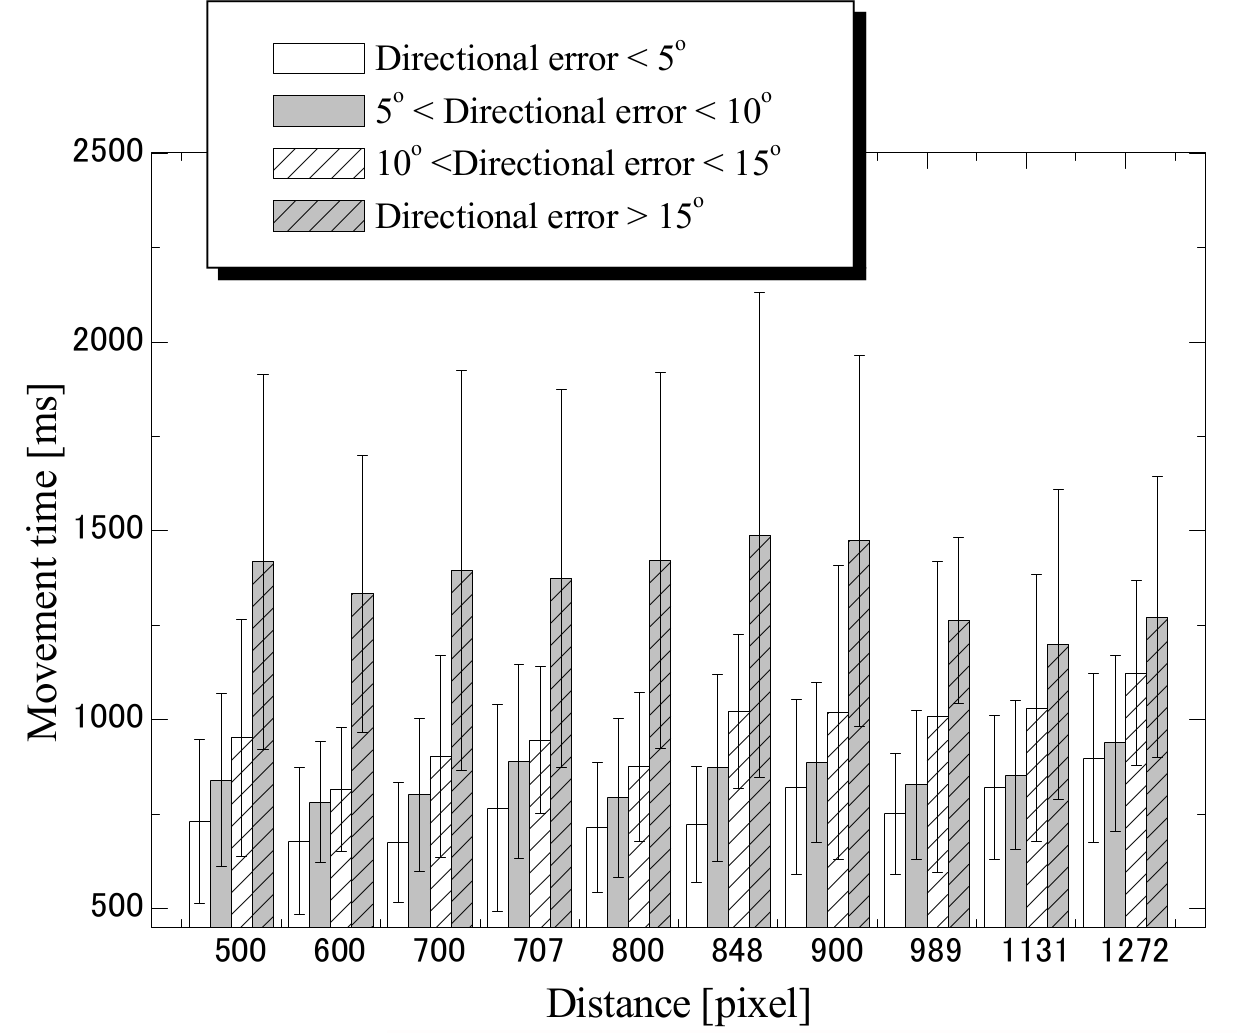 Directional error < 5°
5° < Directional error < 10°
10° <Directional error < 15°
Directional error > 15°
2500
2000
1500
1000
500
Movement time [ms]
500 600 700 707 800 848 900 989 1131 1272
Distance [pixel]